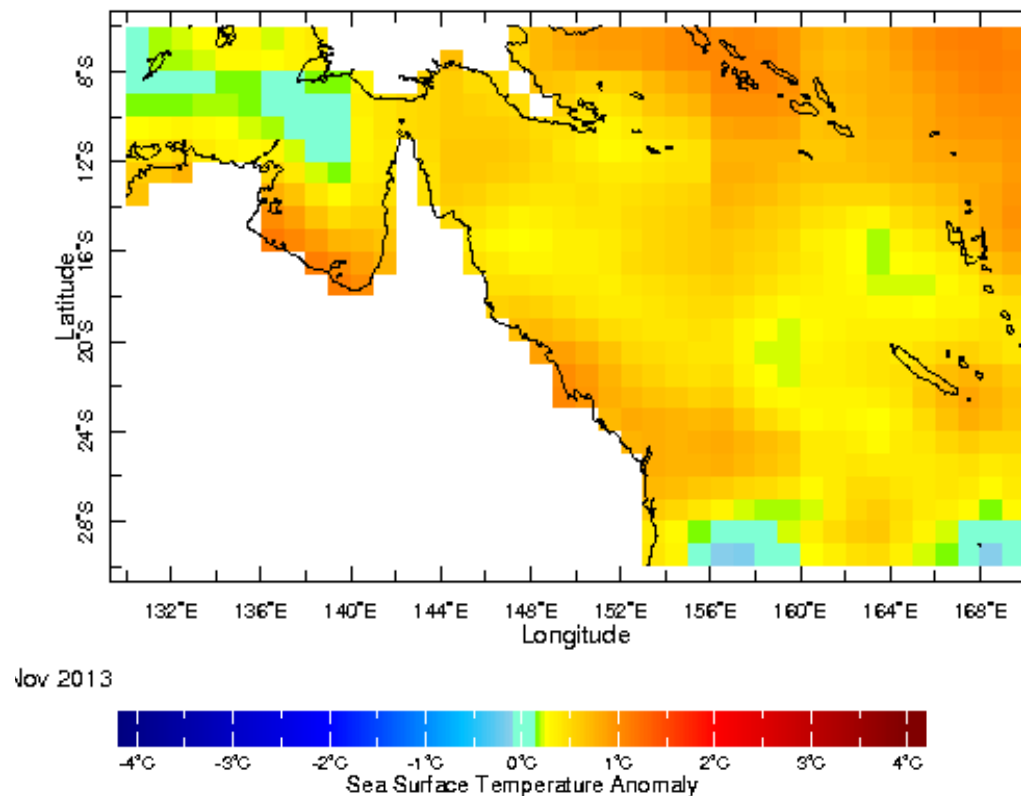 8°S
12°S
16°S
20°S
24°S
28°S
Latitude
132°E 136°E 140°E 144°E 148°E 152°E 156°E 160°E 164°E 168°E
Longitude
Nov 2013
-4°C -3°C -2°C -1°C 0°C 1°C 2°C 3°C 4°C
Sea Surface Temperature Anomaly